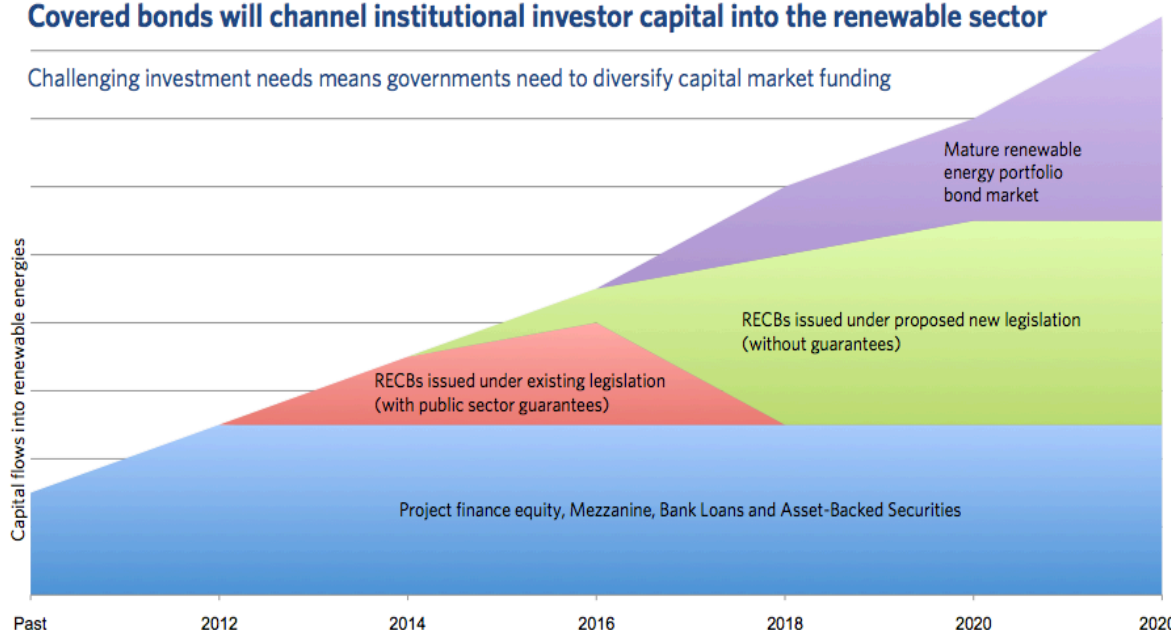 Covered bonds will channel institutional investor capital into the renewable sector
Challenging investment needs means governments need to diversify capital market funding
Capital flows into renewable energies
Mature renewable
energy portfolio
bond market
RECBs issued under proposed new legislation
(without guarantees)
RECBs issued under existing legislation
(with public sector guarantees)
Project finance equity, Mezzanine, Bank Loans and Asset-Backed Securities
Past 2012 2014 2016 2018 2020 2020